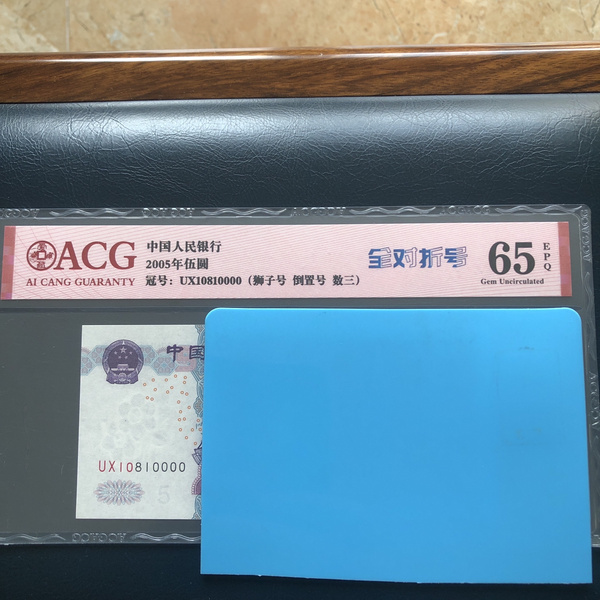 ACG
AI CANG GUARANTY
中国人民银行
2005年伍圆
冠号：UX10810000（狮子号 倒置号 数三）
全对折号
65
EPQ
Gem Uncirculated
中国
UX10810000
5